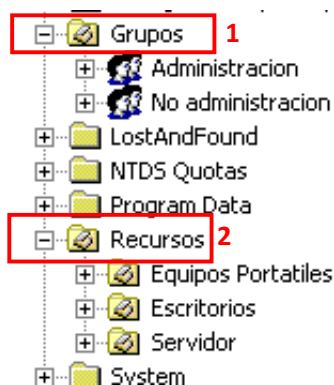 Grupos 1
Administracion
No administracion
LostAndFound
NTDS Quotas
Program Data
Recursos 2
Equipos Portatiles
Escritorios
Servidor
System